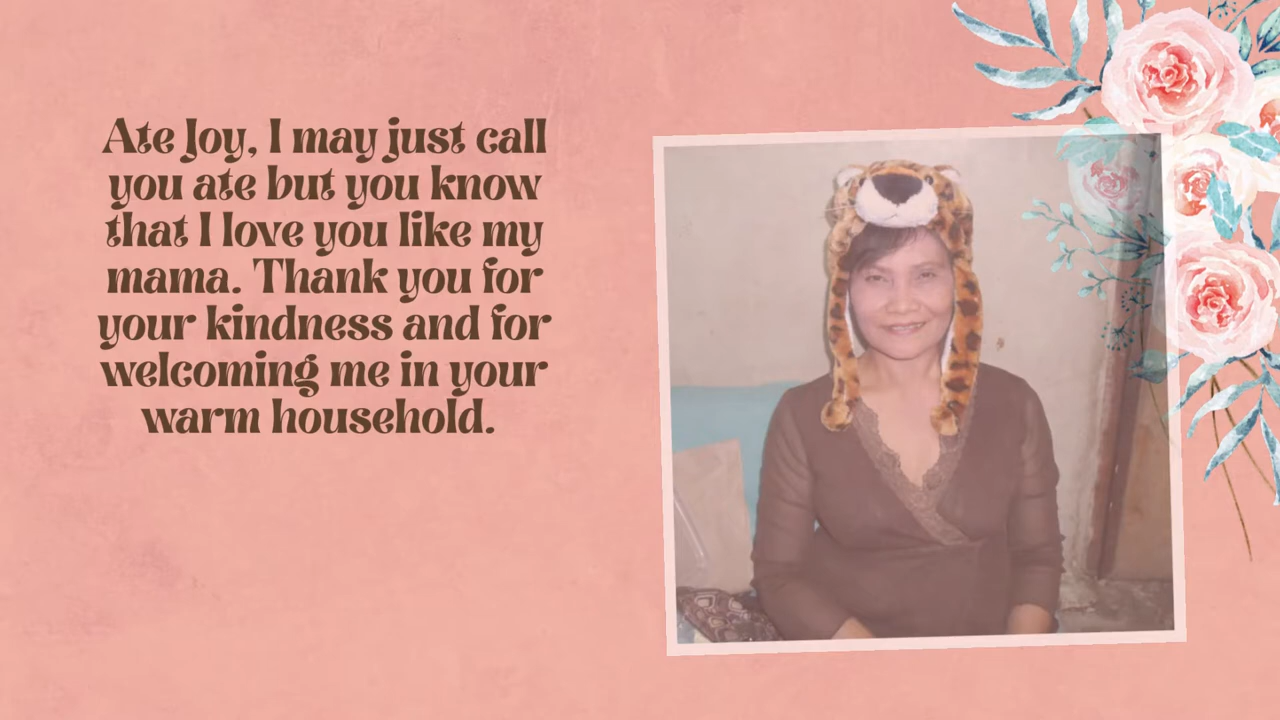 Ate Joy, I may just call
you ate but you know
that I love you like my
mama. Thank you for
your kindness and for
welcoming me in your
warm household.